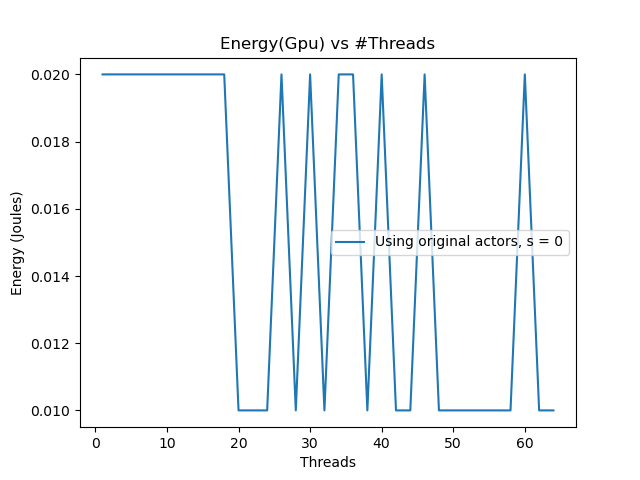 Energy(Gpu) vs #Threads
0.020
0.018
0.016
0.014
0.012
0.010
Energy (Joules)
Using original actors, s = 0
0 10 20 30 40 50 60
Threads